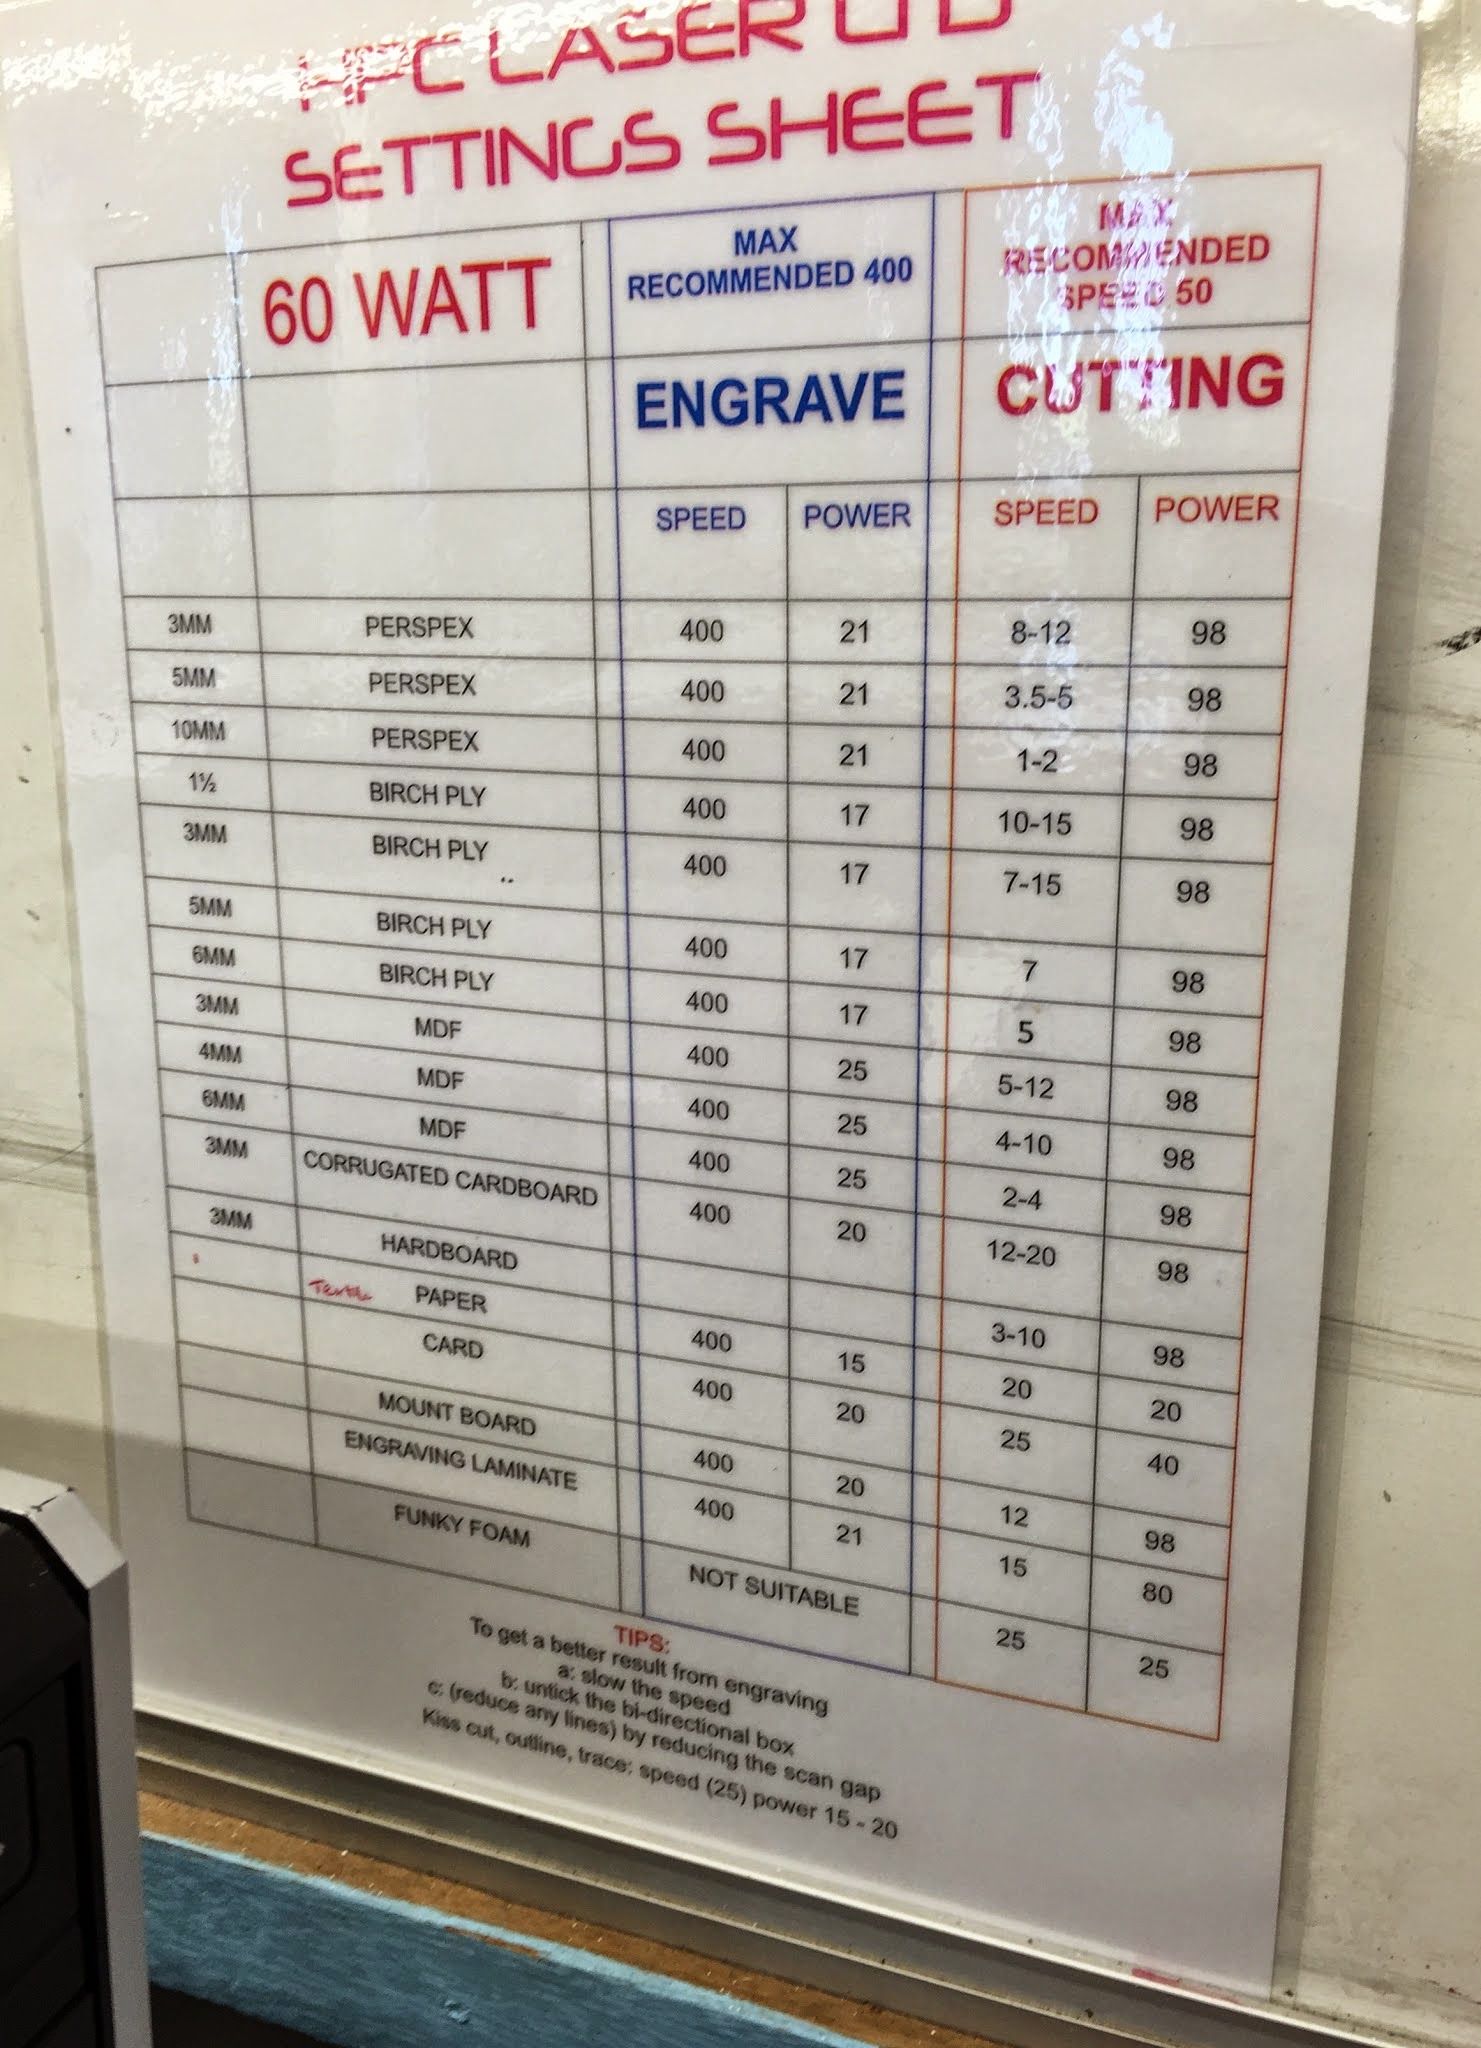 HPC LASER LTD
SETTINGS SHEET
60 WATT MAX RECOMMENDED 400 MAX RECOMMENDED SPEED 50
ENGRAVE CUTTING
SPEED POWER SPEED POWER
3MM PERSPEX 400 21 8-12 98
5MM PERSPEX 400 21 3.5-5 98
10MM PERSPEX 400 21 1-2 98
1½ BIRCH PLY 400 17 10-15 98
3MM BIRCH PLY 400 17 7-15 98
5MM BIRCH PLY 400 17 7 98
6MM BIRCH PLY 400 17 5 98
3MM MDF 400 25 5-12 98
4MM MDF 400 25 4-10 98
6MM MDF 400 25 2-4 98
3MM CORRUGATED CARDBOARD 400 20 12-20 98
3MM HARDBOARD 3-10 98
PAPER 400 15 20 20
CARD 400 20 25 40
MOUNT BOARD 400 20 12 98
ENGRAVING LAMINATE 400 21 15 80
FUNKY FOAM NOT SUITABLE 25 25
TIPS:
To get a better result from engraving
a: slow the speed
b: untick the bi-directional box
c: (reduce any lines) by reducing the scan gap
Kiss cut, outline, trace: speed (25) power 15 - 20